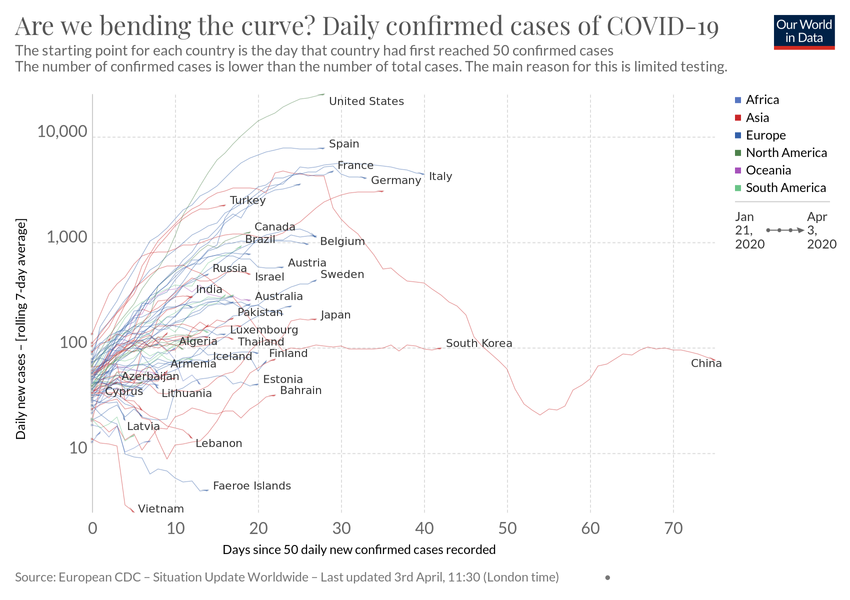 Are we bending the curve? Daily confirmed cases of COVID-19
Our World
in Data
The starting point for each country is the day that country had first reached 50 confirmed cases
The number of confirmed cases is lower than the number of total cases. The main reason for this is limited testing.
United States
Africa
Asia
Europe
North America
Oceania
South America
Jan
21,
2020
Apr
3,
2020
10,000
Spain
France
Italy
Germany
Turkey
1,000
Canada
Brazil
Belgium
Austria
Russia
Israel
Sweden
India
Australia
Pakistan
Japan
Luxembourg
100
Algeria
Thailand
South Korea
Iceland
Finland
Armenia
China
Azerbaijan
Estonia
Cyprus
Lithuania
Bahrain
Latvia
10
Lebanon
Faeroe Islands
Vietnam
Daily new cases – [rolling 7-day average]
0 10 20 30 40 50 60 70
Days since 50 daily new confirmed cases recorded
Source: European CDC – Situation Update Worldwide – Last updated 3rd April, 11:30 (London time)